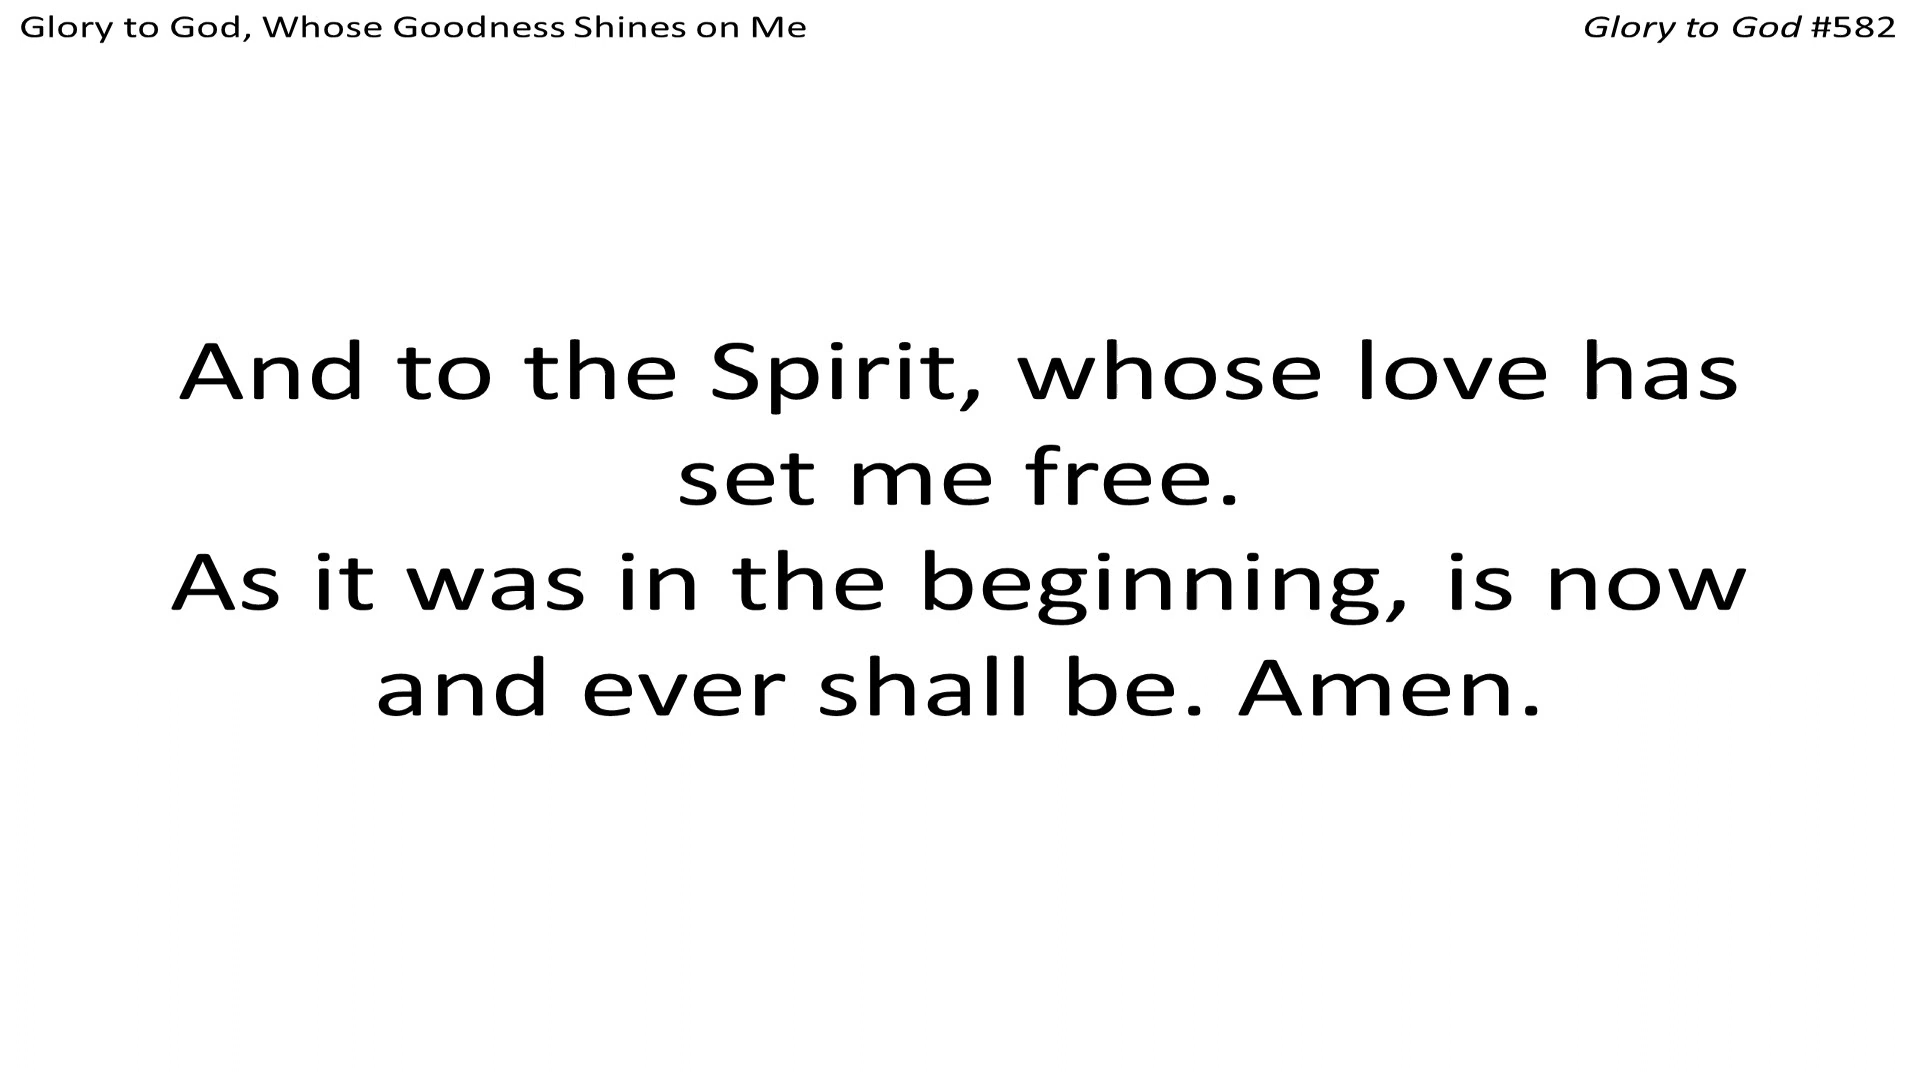 Glory to God, Whose Goodness Shines on Me
Glory to God #582
And to the Spirit, whose love has
set me free.
As it was in the beginning, is now
and ever shall be. Amen.